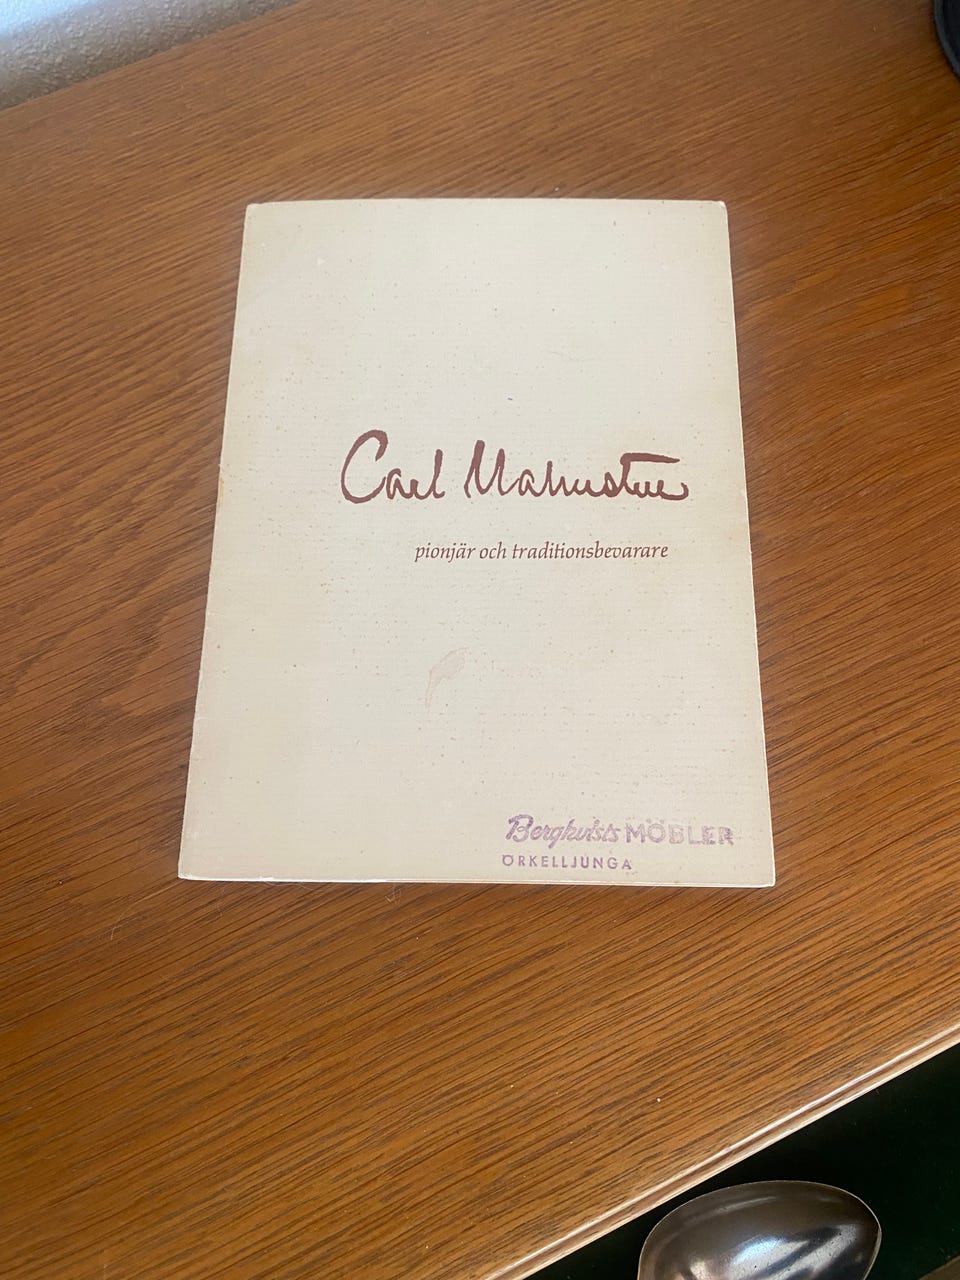 Carl Malmsten
pionjär och traditionsbevarare
Bergkvists MÖBLER
ÖRKELLJUNGA